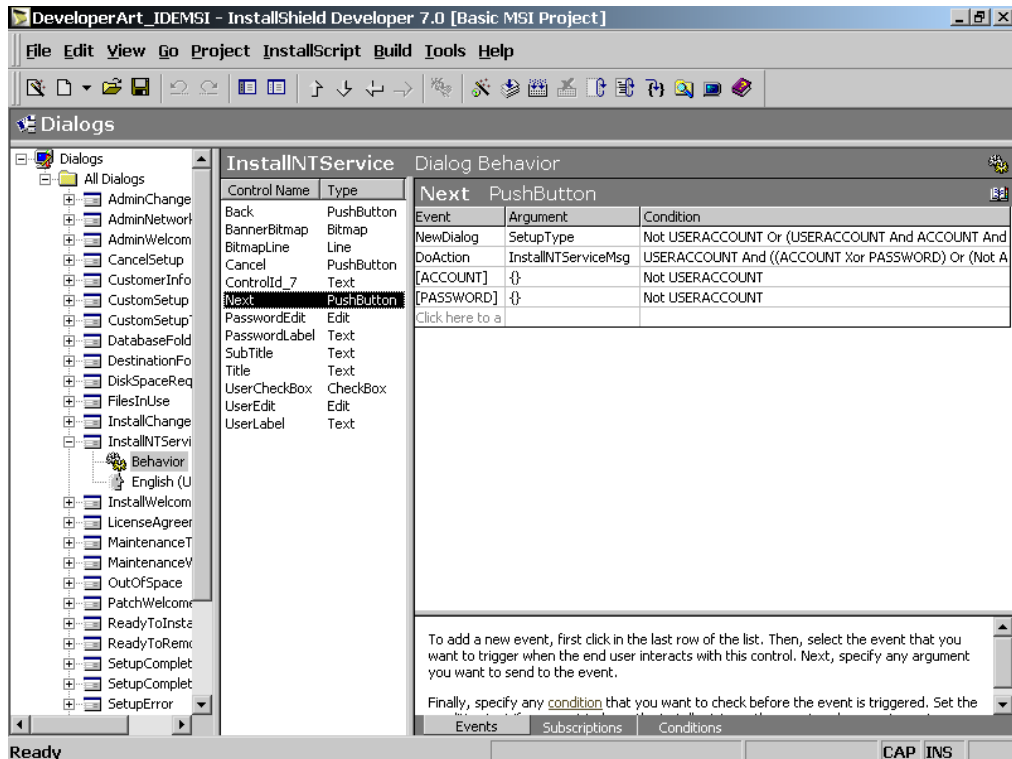 DeveloperArt_IDEMSI - InstallShield Developer 7.0 [Basic MSI Project]
File Edit View Go Project InstallScript Build Tools Help
Dialogs
Dialogs
All Dialogs
AdminChange
AdminNetwork
AdminWelcom
CancelSetup
CustomerInfo
CustomSetup
CustomSetup
DatabaseFold
DestinationFo
DiskSpaceReq
FilesInUse
InstallChange
InstallNTServi
Behavior
English (U
InstallWelcom
LicenseAgreer
MaintenanceT
MaintenanceV
OutOfSpace
PatchWelcome
ReadyToInsta
ReadyToRemo
SetupComplet
SetupComplet
SetupError
InstallNTService Dialog Behavior
Control Name Type
Back PushButton
BannerBitmap Bitmap
BitmapLine Line
Cancel PushButton
ControlId_7 Text
Next PushButton
PasswordEdit Edit
PasswordLabel Text
SubTitle Text
Title Text
UserCheckBox CheckBox
UserEdit Edit
UserLabel Text
Next PushButton
Event Argument Condition
NewDialog SetupType Not USERACCOUNT Or (USERACCOUNT And ACCOUNT And
DoAction InstallNTServiceMsg USERACCOUNT And ((ACCOUNT Xor PASSWORD) Or (Not A
[ACCOUNT] {} Not USERACCOUNT
[PASSWORD] {} Not USERACCOUNT
Click here to a
To add a new event, first click in the last row of the list. Then, select the event that you
want to trigger when the end user interacts with this control. Next, specify any argument
you want to send to the event.
Finally, specify any condition that you want to check before the event is triggered. Set the
Events Subscriptions Conditions
Ready CAP INS